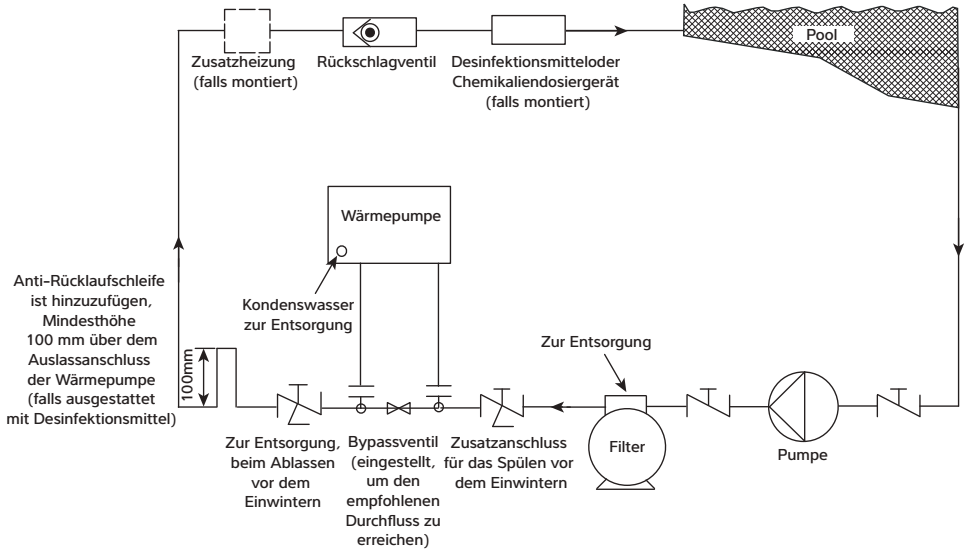 Pool
Zusatzheizung
(falls montiert)
Rückschlagventil
Desinfektionsmitteloder
Chemikaliendosiergerät
(falls montiert)
Wärmepumpe
Kondenswasser
zur Entsorgung
Anti-Rücklaufschleife
ist hinzuzufügen,
Mindesthöhe
100 mm über dem
Auslassanschluss
der Wärmepumpe
(falls ausgestattet
mit Desinfektionsmittel)
100mm
Zur Entsorgung
Zur Entsorgung,
beim Ablassen
vor dem
Einwintern
Bypassventil
(eingestellt,
um den
empfohlenen
Durchfluss zu
erreichen)
Zusatzanschluss
für das Spülen vor
dem Einwintern
Filter
Pumpe